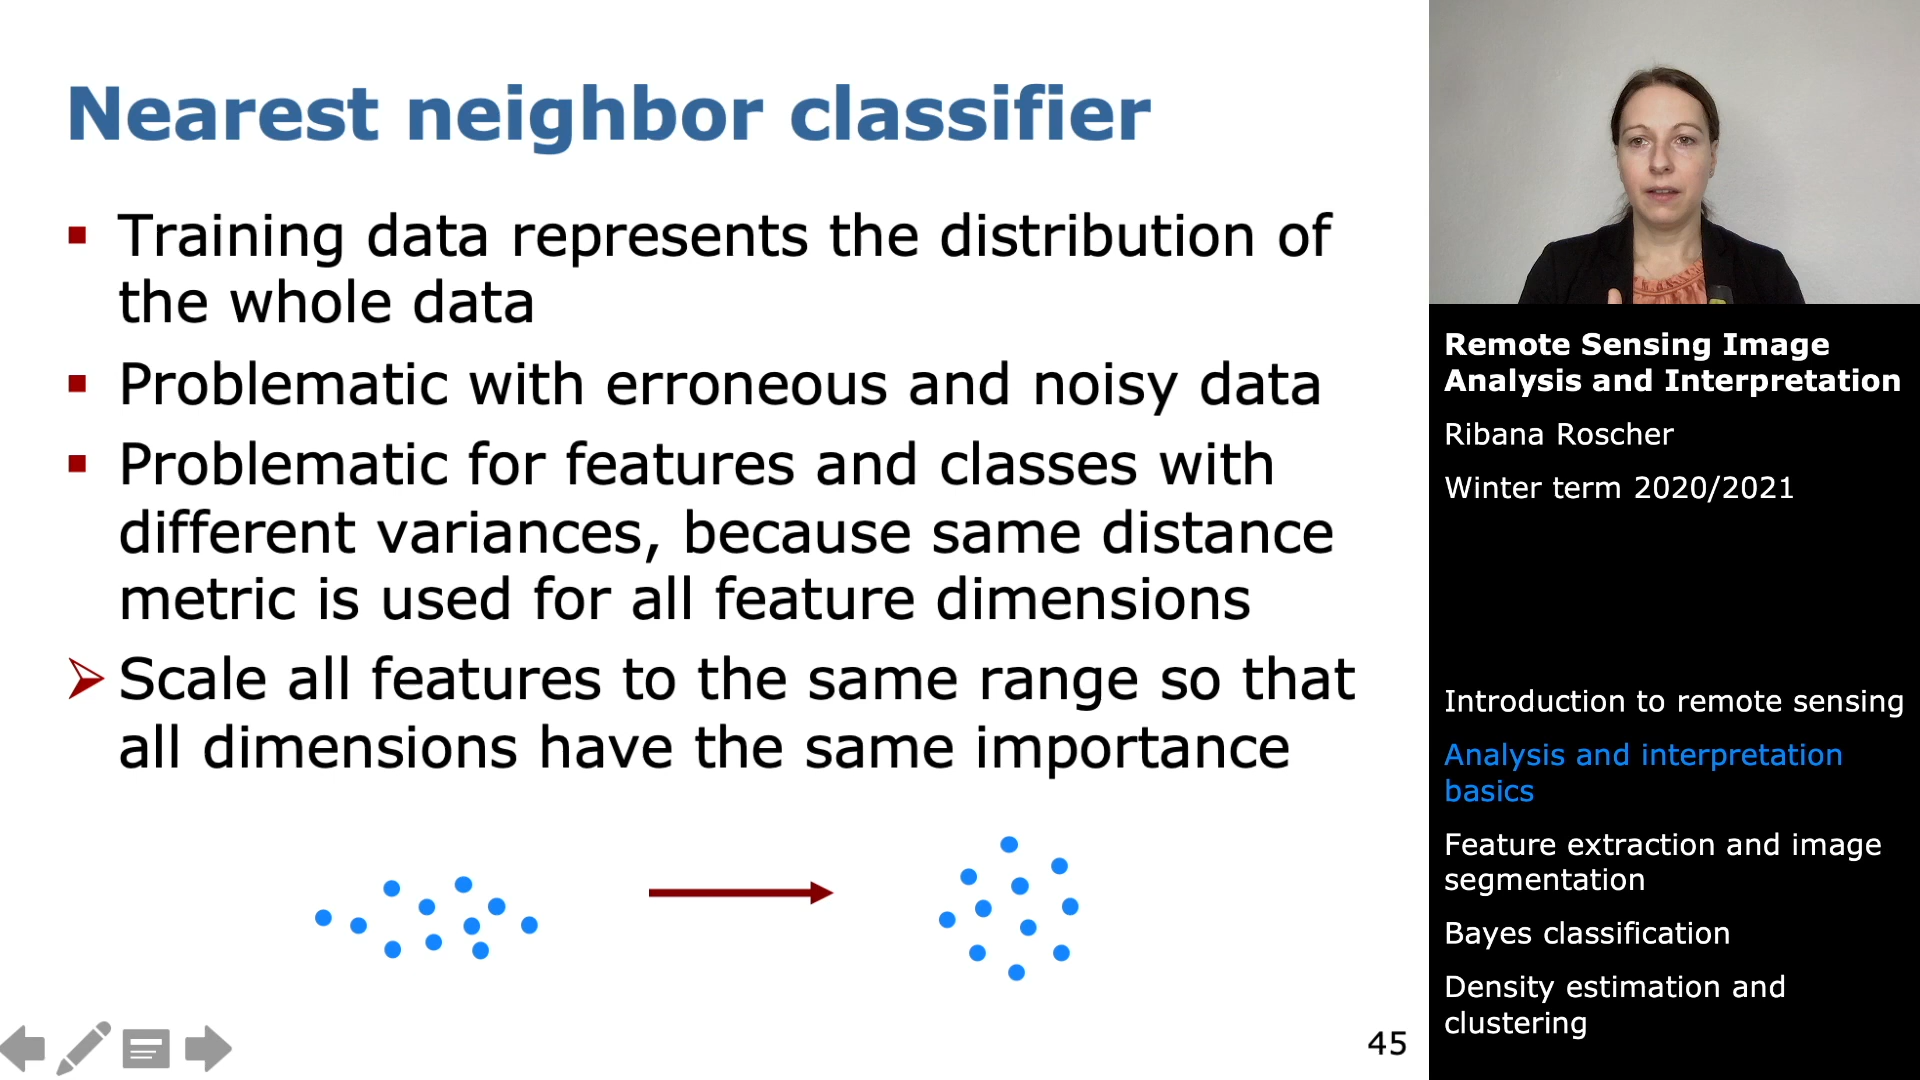 Nearest neighbor classifier
Training data represents the distribution of
the whole data
Problematic with erroneous and noisy data
Problematic for features and classes with
different variances, because same distance
metric is used for all feature dimensions
Scale all features to the same range so that
all dimensions have the same importance
45
Remote Sensing Image
Analysis and Interpretation
Ribana Roscher
Winter term 2020/2021
Introduction to remote sensing
Analysis and interpretation
basics
Feature extraction and image
segmentation
Bayes classification
Density estimation and
clustering